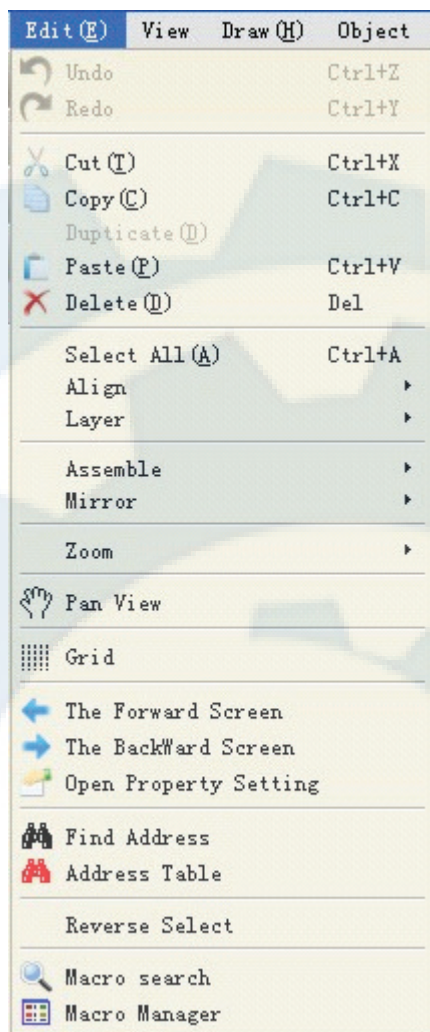 Edit(E) View Draw(H) Object
Undo Ctrl+Z
Redo Ctrl+Y
Cut(T) Ctrl+X
Copy(C) Ctrl+C
Dupticate(D)
Paste(P) Ctrl+V
Delete(D) Del
Select All(A) Ctrl+A
Align
Layer
Assemble
Mirror
Zoom
Pan View
Grid
The Forward Screen
The BackWard Screen
Open Property Setting
Find Address
Address Table
Reverse Select
Macro search
Macro Manager